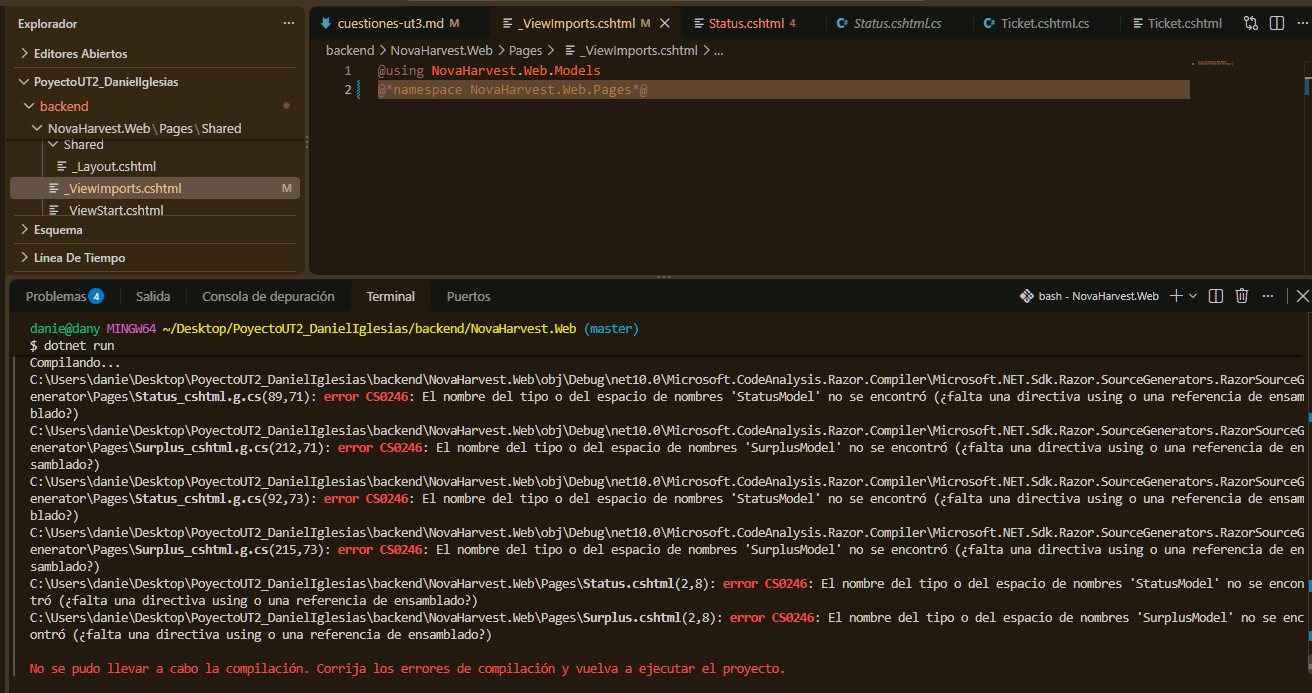 Explorador
Editores Abiertos
PoyectoUT2_DanielIglesias
backend
NovaHarvest.Web\Pages\Shared
Shared
_Layout.cshtml
_ViewImports.cshtml M
_ViewStart.cshtml
Esquema
Línea De Tiempo
cuestiones-ut3.md M _ViewImports.cshtml M Status.cshtml 4 Status.cshtml.cs Ticket.cshtml.cs Ticket.cshtml
backend > NovaHarvest.Web > Pages > _ViewImports.cshtml > ...
1 @using NovaHarvest.Web.Models
2 @*namespace NovaHarvest.Web.Pages*@
Problemas 4 Salida Consola de depuración Terminal Puertos
bash - NovaHarvest.Web
danie@dany MINGW64 ~/Desktop/PoyectoUT2_DanielIglesias/backend/NovaHarvest.Web (master)
$ dotnet run
Compilando...
C:\Users\danie\Desktop\PoyectoUT2_DanielIglesias\backend\NovaHarvest.Web\obj\Debug\net10.0\Microsoft.CodeAnalysis.Razor.Compiler\Microsoft.NET.Sdk.Razor.SourceGenerators.RazorSourceG
enerator\Pages\Status_cshtml.g.cs(89,71): error CS0246: El nombre del tipo o del espacio de nombres 'StatusModel' no se encontró (¿falta una directiva using o una referencia de ensam
blado?)
C:\Users\danie\Desktop\PoyectoUT2_DanielIglesias\backend\NovaHarvest.Web\obj\Debug\net10.0\Microsoft.CodeAnalysis.Razor.Compiler\Microsoft.NET.Sdk.Razor.SourceGenerators.RazorSourceG
enerator\Pages\Surplus_cshtml.g.cs(212,71): error CS0246: El nombre del tipo o del espacio de nombres 'SurplusModel' no se encontró (¿falta una directiva using o una referencia de en
samblado?)
C:\Users\danie\Desktop\PoyectoUT2_DanielIglesias\backend\NovaHarvest.Web\obj\Debug\net10.0\Microsoft.CodeAnalysis.Razor.Compiler\Microsoft.NET.Sdk.Razor.SourceGenerators.RazorSourceG
enerator\Pages\Status_cshtml.g.cs(92,73): error CS0246: El nombre del tipo o del espacio de nombres 'StatusModel' no se encontró (¿falta una directiva using o una referencia de ensam
blado?)
C:\Users\danie\Desktop\PoyectoUT2_DanielIglesias\backend\NovaHarvest.Web\obj\Debug\net10.0\Microsoft.CodeAnalysis.Razor.Compiler\Microsoft.NET.Sdk.Razor.SourceGenerators.RazorSourceG
enerator\Pages\Surplus_cshtml.g.cs(215,73): error CS0246: El nombre del tipo o del espacio de nombres 'SurplusModel' no se encontró (¿falta una directiva using o una referencia de en
samblado?)
C:\Users\danie\Desktop\PoyectoUT2_DanielIglesias\backend\NovaHarvest.Web\Pages\Status.cshtml(2,8): error CS0246: El nombre del tipo o del espacio de nombres 'StatusModel' no se encon
tró (¿falta una directiva using o una referencia de ensamblado?)
C:\Users\danie\Desktop\PoyectoUT2_DanielIglesias\backend\NovaHarvest.Web\Pages\Surplus.cshtml(2,8): error CS0246: El nombre del tipo o del espacio de nombres 'SurplusModel' no se enc
ontró (¿falta una directiva using o una referencia de ensamblado?)
No se pudo llevar a cabo la compilación. Corrija los errores de compilación y vuelva a ejecutar el proyecto.